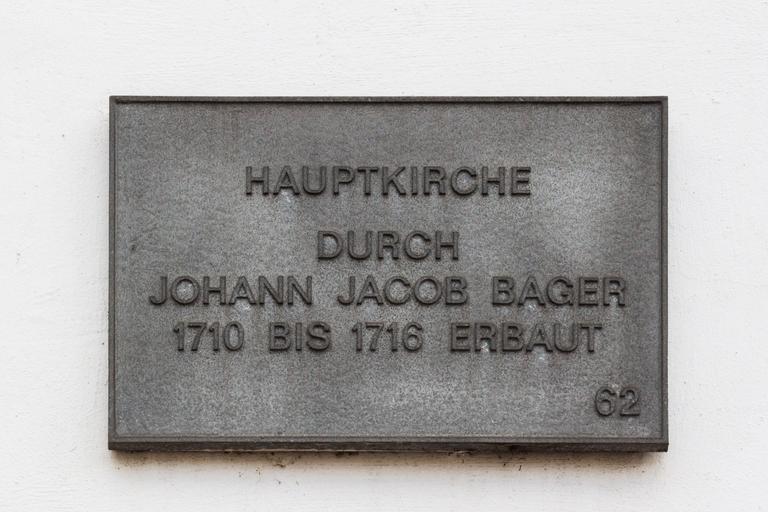 HAUPTKIRCHE
DURCH
JOHANN JACOB BAGER
1710 BIS 1716 ERBAUT
62